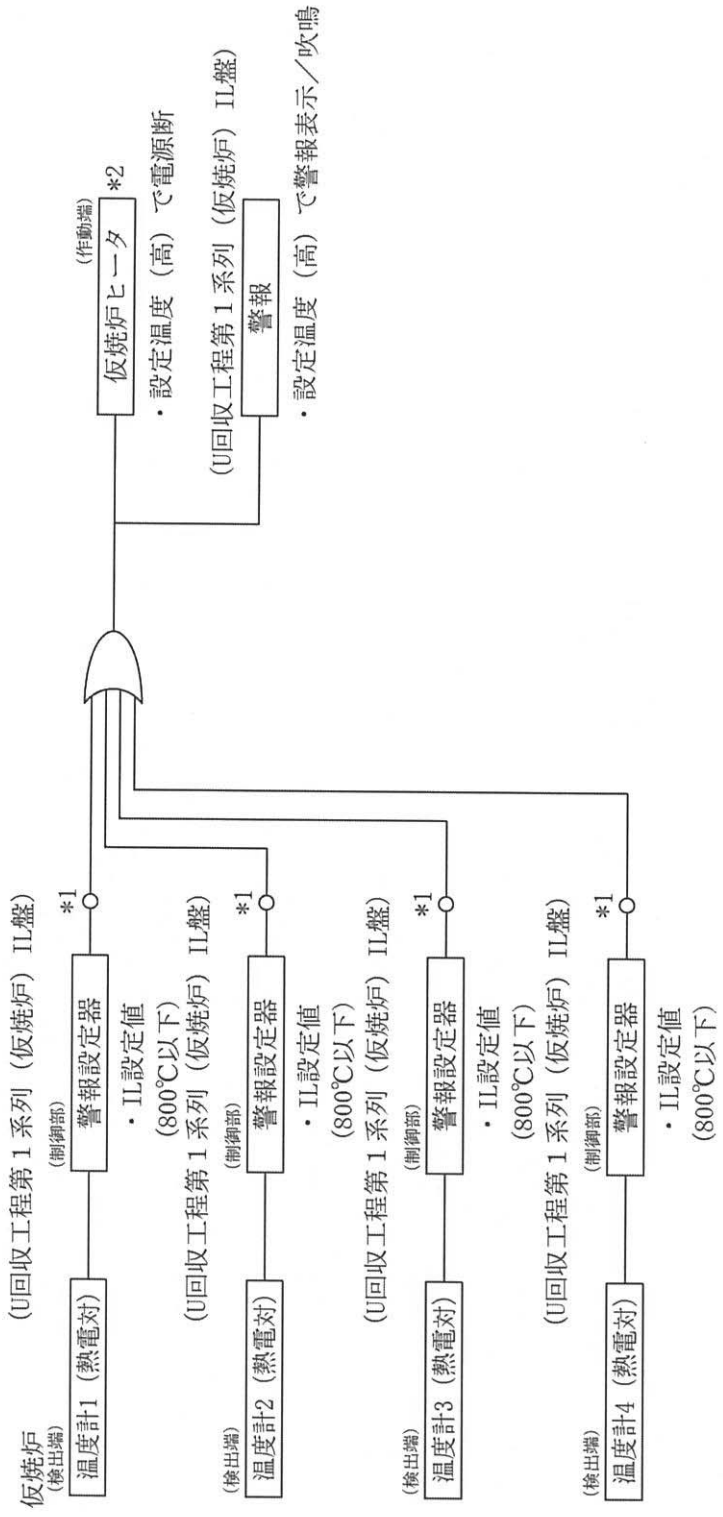 仮焼炉
(検出端)
温度計1 (熱電対)
(U回収工程第1系列 (仮焼炉) IL盤)
(制御部)
警報設定器
*1
・IL設定値
(800℃以下)
(検出端)
温度計2 (熱電対)
(U回収工程第1系列 (仮焼炉) IL盤)
(制御部)
警報設定器
*1
・IL設定値
(800℃以下)
(検出端)
温度計3 (熱電対)
(U回収工程第1系列 (仮焼炉) IL盤)
(制御部)
警報設定器
*1
・IL設定値
(800℃以下)
(検出端)
温度計4 (熱電対)
(U回収工程第1系列 (仮焼炉) IL盤)
(制御部)
警報設定器
*1
・IL設定値
(800℃以下)
(作動端)
仮焼炉ヒータ
*2
・設定温度 (高) で電源断
(U回収工程第1系列 (仮焼炉) IL盤)
警報
・設定温度 (高) で警報表示/吹鳴